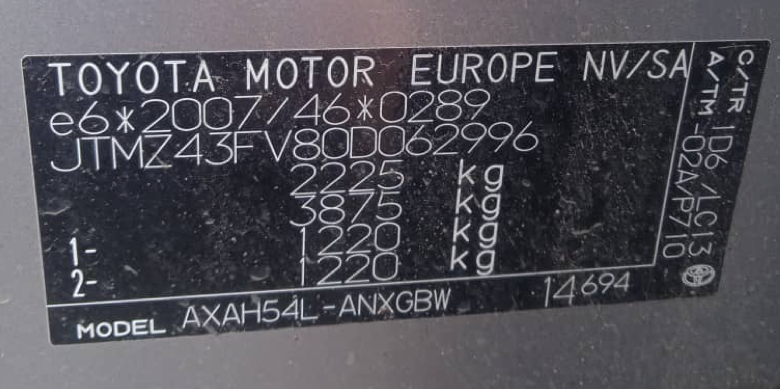 TOYOTA MOTOR EUROPE NV/SA
e6*2007/46*0289
JTMZ43FV80D062996
2225 kg
3875 kg
1- 1220 kg
2- 1220 kg
MODEL AXAH54L-ANXGBW 14694
C/TR 1D6/LC13
A/TM -02A/P710